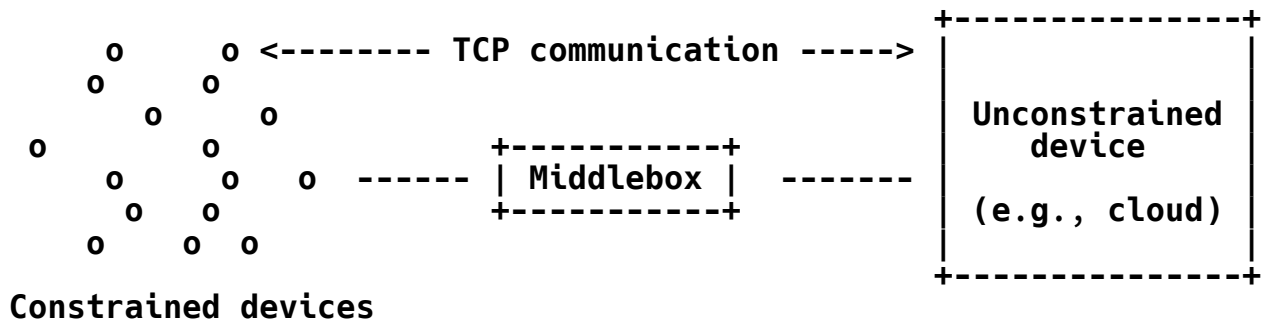 +---------------+
     o     o <-------- TCP communication -----> |               |
    o     o                                     |               |
       o     o                                  | Unconstrained |
 o        o              +-----------+          |    device     |
     o     o   o  ------ | Middlebox |  ------- |               |
      o   o              +-----------+          | (e.g., cloud) |
    o    o  o                                   |               |
                                                +---------------+
Constrained devices